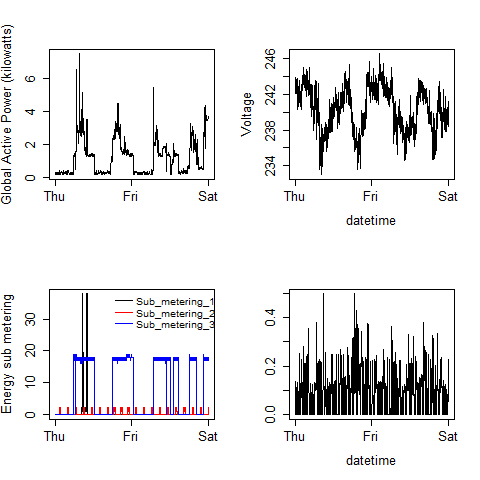 Global Active Power (kilowatts)
0 2 4 6
Thu Fri Sat
Voltage
234 238 242 246
Thu Fri Sat
datetime
Energy sub metering
0 10 20 30
Sub_metering_1
Sub_metering_2
Sub_metering_3
Thu Fri Sat
0.0 0.2 0.4
Thu Fri Sat
datetime